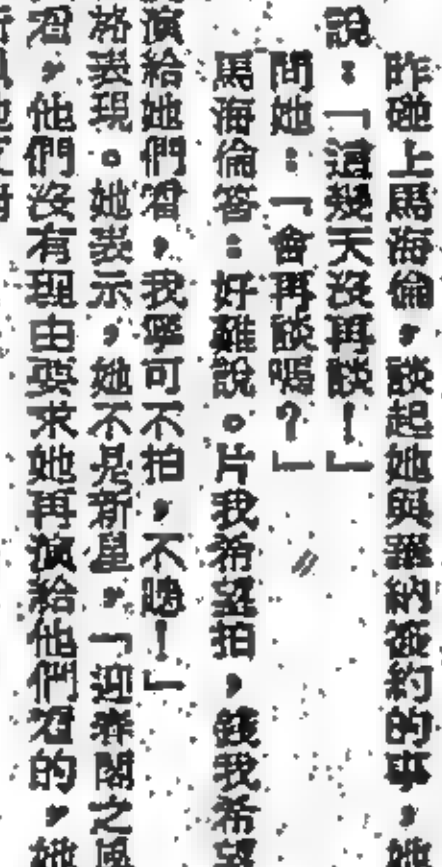 昨碰上馬海倫,談起她與羅納簽約的事,她
說:「這幾天沒再談!」
問她:「會再談嗎?」
馬海倫答:好難說。片我希望拍,錢我希望
演給她們看,我寧可不拍,不賺!」
格表現。她表示,她不是新星,「迎春閣之風
看,他們沒有理由要求她再演給他們看的,她